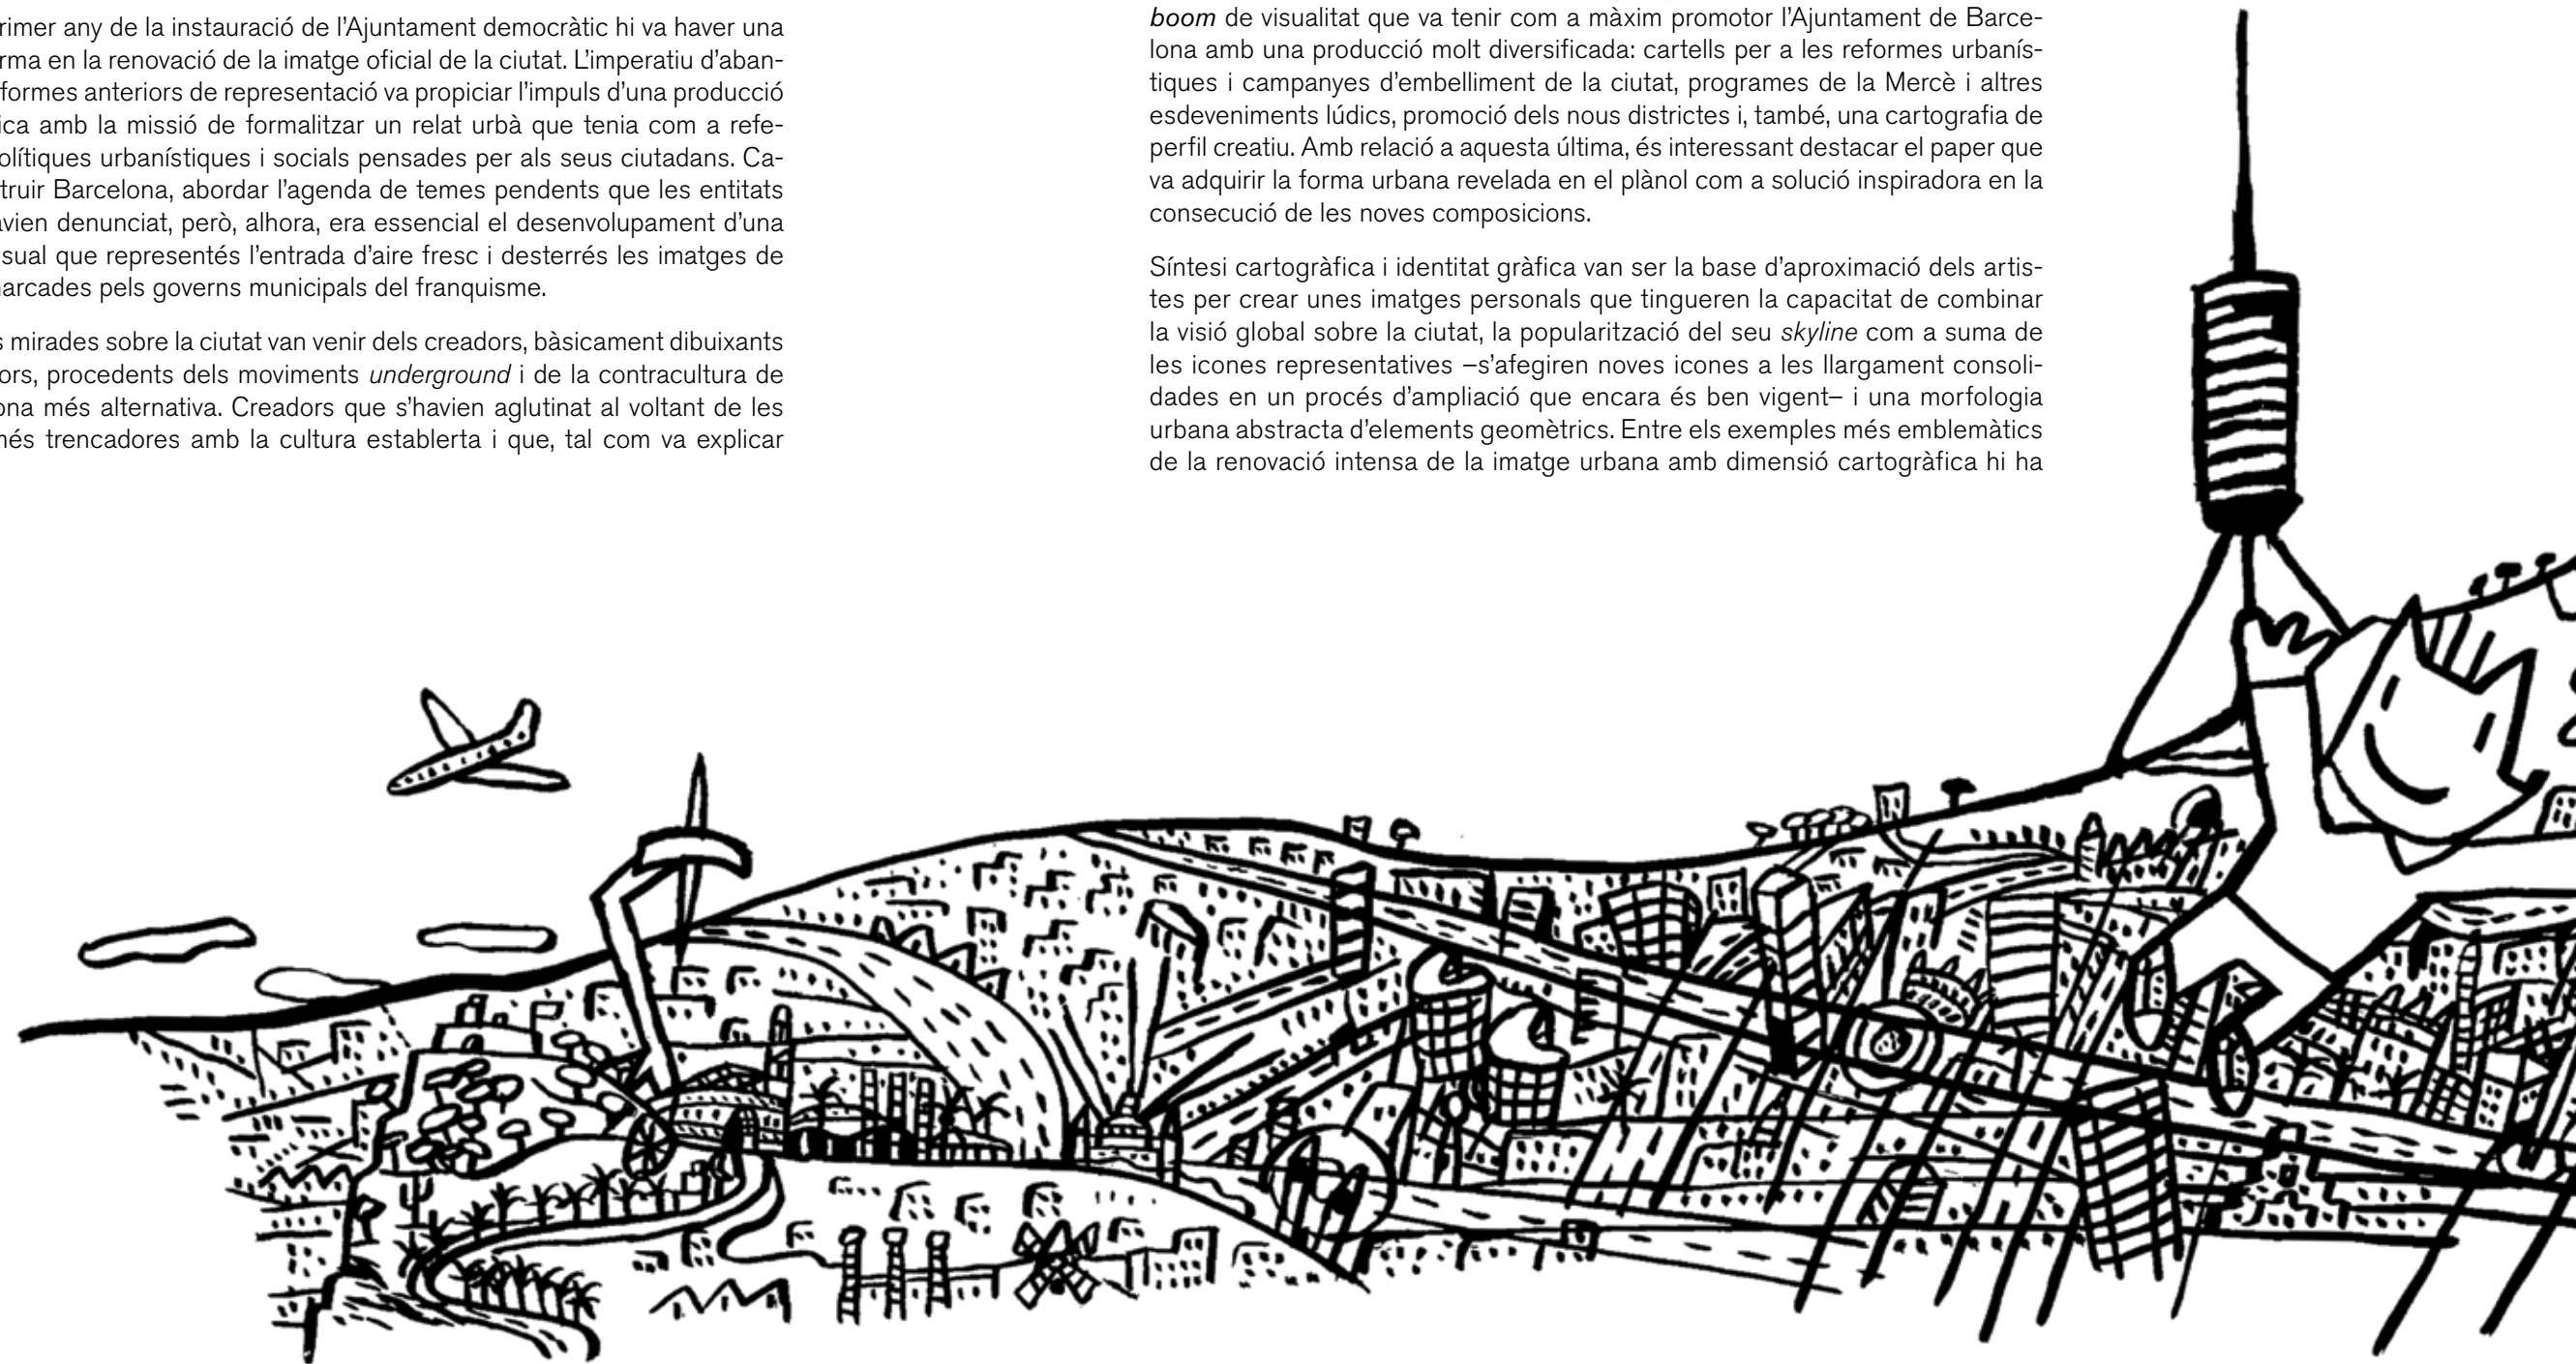 rimer any de la instauració de l’Ajuntament democràtic hi va haver una
rma en la renovació de la imatge oficial de la ciutat. L’imperatiu d’aban-
formes anteriors de representació va propiciar l’impuls d’una producció
ica amb la missió de formalitzar un relat urbà que tenia com a refe-
olítiques urbanístiques i socials pensades per als seus ciutadans. Ca-
truir Barcelona, abordar l’agenda de temes pendents que les entitats
avien denunciat, però, alhora, era essencial el desenvolupament d’una
sual que representés l’entrada d’aire fresc i desterrés les imatges de
arcades pels governs municipals del franquisme.
s mirades sobre la ciutat van venir dels creadors, bàsicament dibuixants
ors, procedents dels moviments underground i de la contracultura de
ona més alternativa. Creadors que s’havien aglutinat al voltant de les
més trencadores amb la cultura establerta i que, tal com va explicar
boom de visualitat que va tenir com a màxim promotor l’Ajuntament de Barce-
lona amb una producció molt diversificada: cartells per a les reformes urbanís-
tiques i campanyes d’embelliment de la ciutat, programes de la Mercè i altres
esdeveniments lúdics, promoció dels nous districtes i, també, una cartografia de
perfil creatiu. Amb relació a aquesta última, és interessant destacar el paper que
va adquirir la forma urbana revelada en el plànol com a solució inspiradora en la
consecució de les noves composicions.
Síntesi cartogràfica i identitat gràfica van ser la base d’aproximació dels artis-
tes per crear unes imatges personals que tingueren la capacitat de combinar
la visió global sobre la ciutat, la popularització del seu skyline com a suma de
les icones representatives –s’afegiren noves icones a les llargament consoli-
dades en un procés d’ampliació que encara és ben vigent– i una morfologia
urbana abstracta d’elements geomètrics. Entre els exemples més emblemàtics
de la renovació intensa de la imatge urbana amb dimensió cartogràfica hi ha